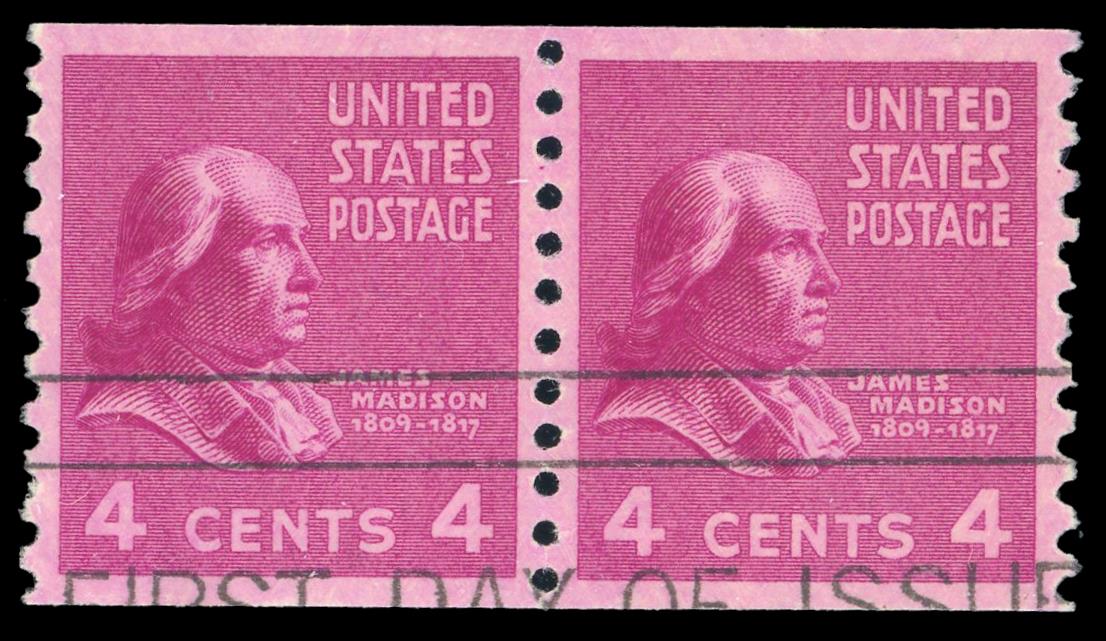 UNITED
STATES
POSTAGE
JAMES
MADISON
1809-1817
4 CENTS 4
UNITED
STATES
POSTAGE
JAMES
MADISON
1809-1817
4 CENTS 4
FIRST DAY OF ISSUE